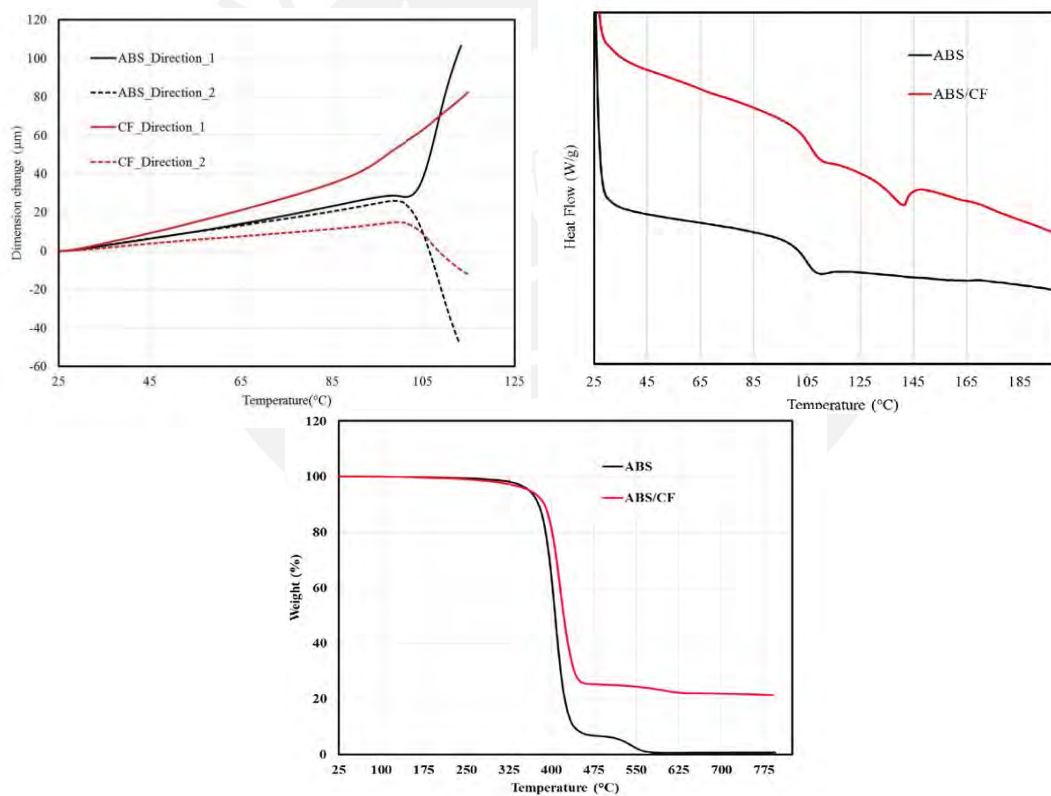 120
100
80
60
40
20
0
-20
-40
-60
Dimension change (μm)
ABS_Direction_1
ABS_Direction_2
CF_Direction_1
CF_Direction_2
25 45 65 85 105 125
Temperature(°C)
Heat Flow (W/g)
ABS
ABS/CF
25 45 65 85 105 125 145 165 185
Temperature (°C)
120
100
80
60
40
20
0
Weight (%)
ABS
ABS/CF
25 100 175 250 325 400 475 550 625 700 775
Temperature (°C)